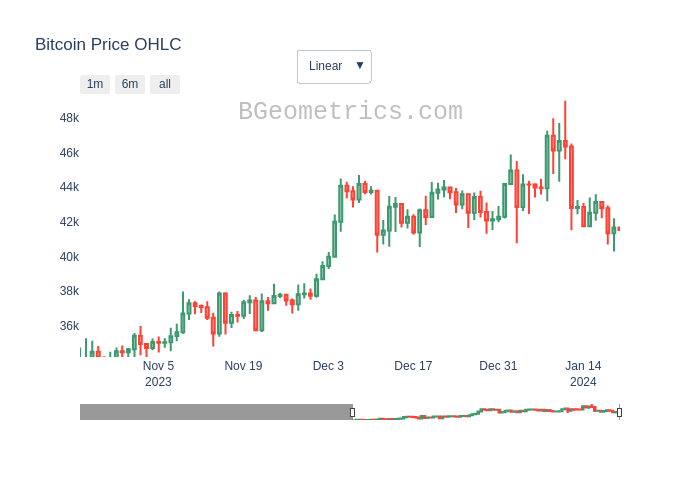 Bitcoin Price OHLC
Linear ▼
1m 6m all
BGeometrics.com
48k
46k
44k
42k
40k
38k
36k
Nov 5 Nov 19 Dec 3 Dec 17 Dec 31 Jan 14
2023 2024